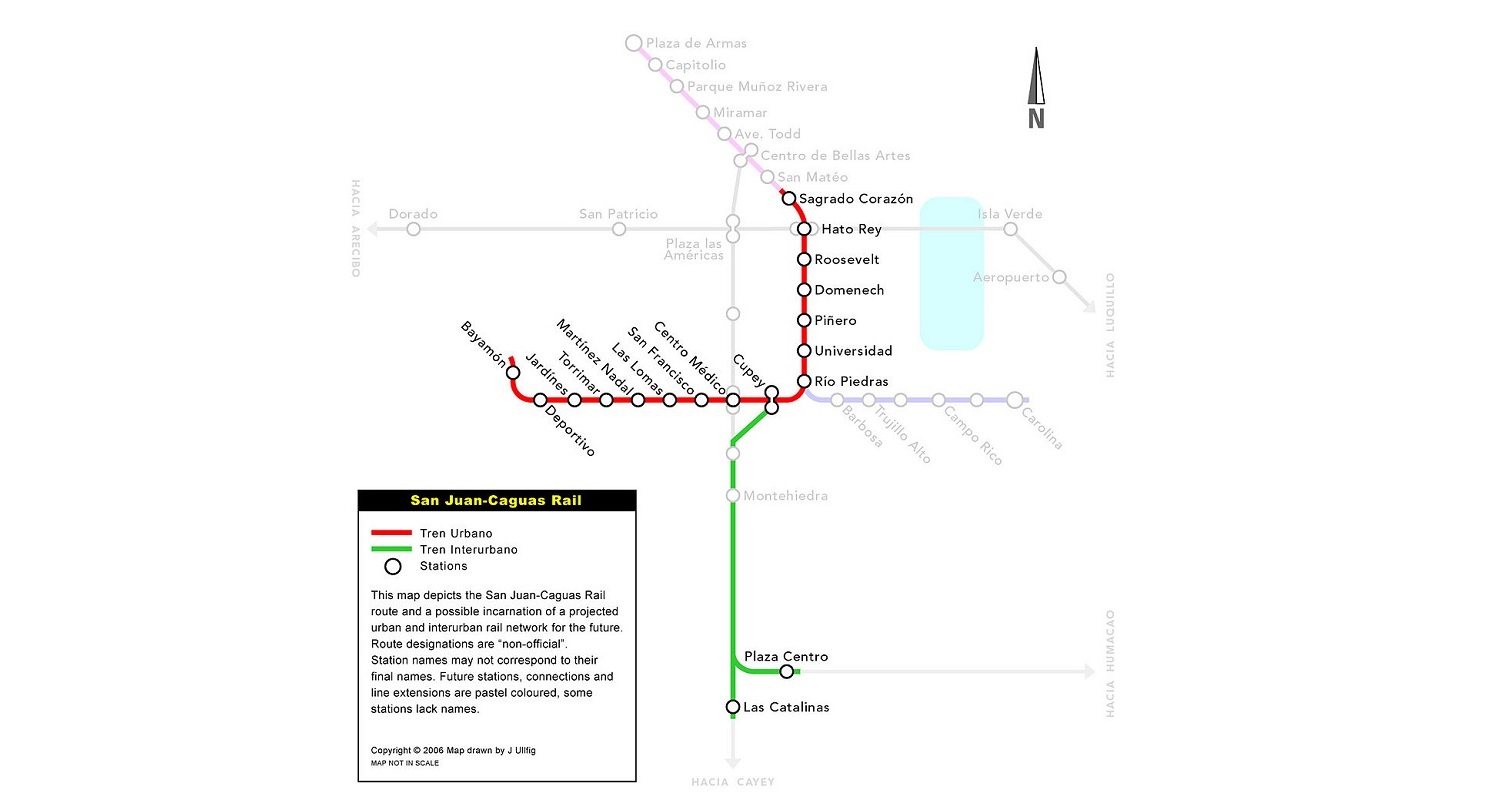 Plaza de Armas
Capitolio
Parque Muñoz Rivera
Miramar
Ave. Todd
Centro de Bellas Artes
San Matéo
Sagrado Corazón
HACIA ARECIBO
Dorado
San Patricio
Plaza las
Américas
Hato Rey
Isla Verde
Aeropuerto
HACIA LUQUILLO
N
Roosevelt
Domenech
Piñero
Universidad
Río Piedras
Bayamón
Deportivo
Jardínes
Torrimar
Martínez Nadal
Las Lomas
San Francisco
Centro Médico
Cupey
Barbosa
Trujillo Alto
Campo Rico
Carolina
Montehiedra
Plaza Centro
Las Catalinas
HACIA HUMACAO
HACIA CAYEY
San Juan-Caguas Rail
Tren Urbano
Tren Interurbano
Stations
This map depicts the San Juan-Caguas Rail
route and a possible incarnation of a projected
urban and interurban rail network for the future.
Route designations are “non-official”.
Station names may not correspond to their
final names. Future stations, connections and
line extensions are pastel coloured, some
stations lack names.
Copyright © 2006 Map drawn by J Ullfig
MAP NOT IN SCALE